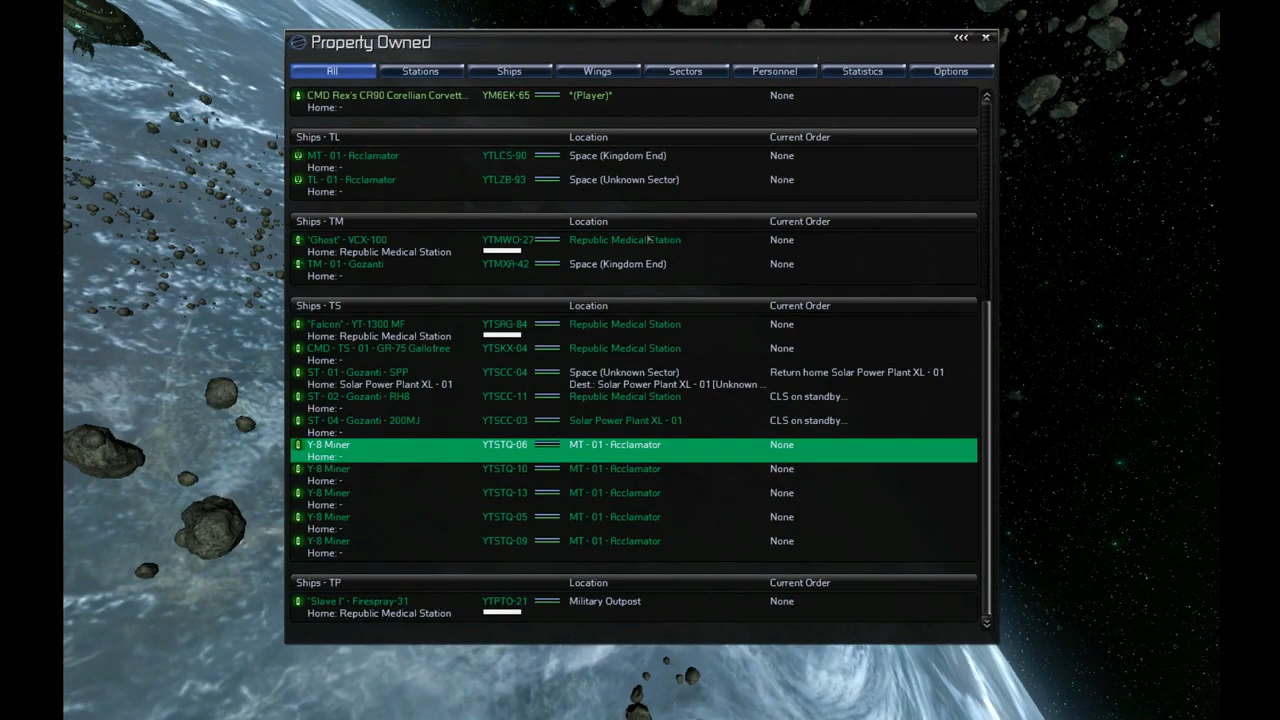 Property Owned
All Stations Ships Wings Sectors Personnel Statistics Options
CMD Rex's CR90 Corellian Corvett... YM6EK-65 *(Player)* None
Home: -
Ships - TL Location Current Order
MT - 01 - Acclamator YTLCS-90 Space (Kingdom End) None
Home: -
TL - 01 - Acclamator YTLZB-93 Space (Unknown Sector) None
Home: -
Ships - TM Location Current Order
"Ghost" - VCX-100 YTMWO-27 Republic Medical Station None
Home: Republic Medical Station
TM - 01 - Gozanti YTMXA-42 Space (Kingdom End) None
Home: -
Ships - TS Location Current Order
"Falcon" - YT-1300 MF YTSAG-84 Republic Medical Station None
Home: Republic Medical Station
CMD - TS - 01 - GR-75 Gallofree YTSKX-04 Republic Medical Station None
Home: -
ST - 01 - Gozanti - SPP YTSCC-04 Space (Unknown Sector) Return home Solar Power Plant XL - 01
Home: Solar Power Plant XL - 01 Dest.: Solar Power Plant XL - 01 [Unknown ...
ST - 02 - Gozanti - RHB YTSCC-11 Republic Medical Station CLS on standby...
Home: -
ST - 04 - Gozanti - 200MJ YTSCC-03 Solar Power Plant XL - 01 CLS on standby...
Home: -
Y-8 Miner YTSTQ-06 MT - 01 - Acclamator None
Home: -
Y-8 Miner YTSTQ-10 MT - 01 - Acclamator None
Home: -
Y-8 Miner YTSTQ-13 MT - 01 - Acclamator None
Home: -
Y-8 Miner YTSTQ-05 MT - 01 - Acclamator None
Home: -
Y-8 Miner YTSTQ-09 MT - 01 - Acclamator None
Home: -
Ships - TP Location Current Order
"Slave I" - Firespray-31 YTPTO-21 Military Outpost None
Home: Republic Medical Station